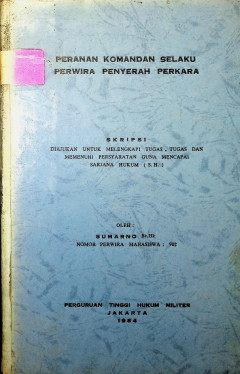 PERANAN KOMANDAN SELAKU
PERWIRA PENYERAH PERKARA
SKRIPSI
DIAJUKAN UNTUK MELENGKAPI TUGAS - TUGAS DAN
MEMENUHI PERSYARATAN GUNA MENCAPAI
SARJANA HUKUM ( S. H. )
OLEH :
SUMARNO
NOMOR PERWIRA MAHASISWA : 982
PERGURUAN TINGGI HUKUM MILITER
JAKARTA
1984